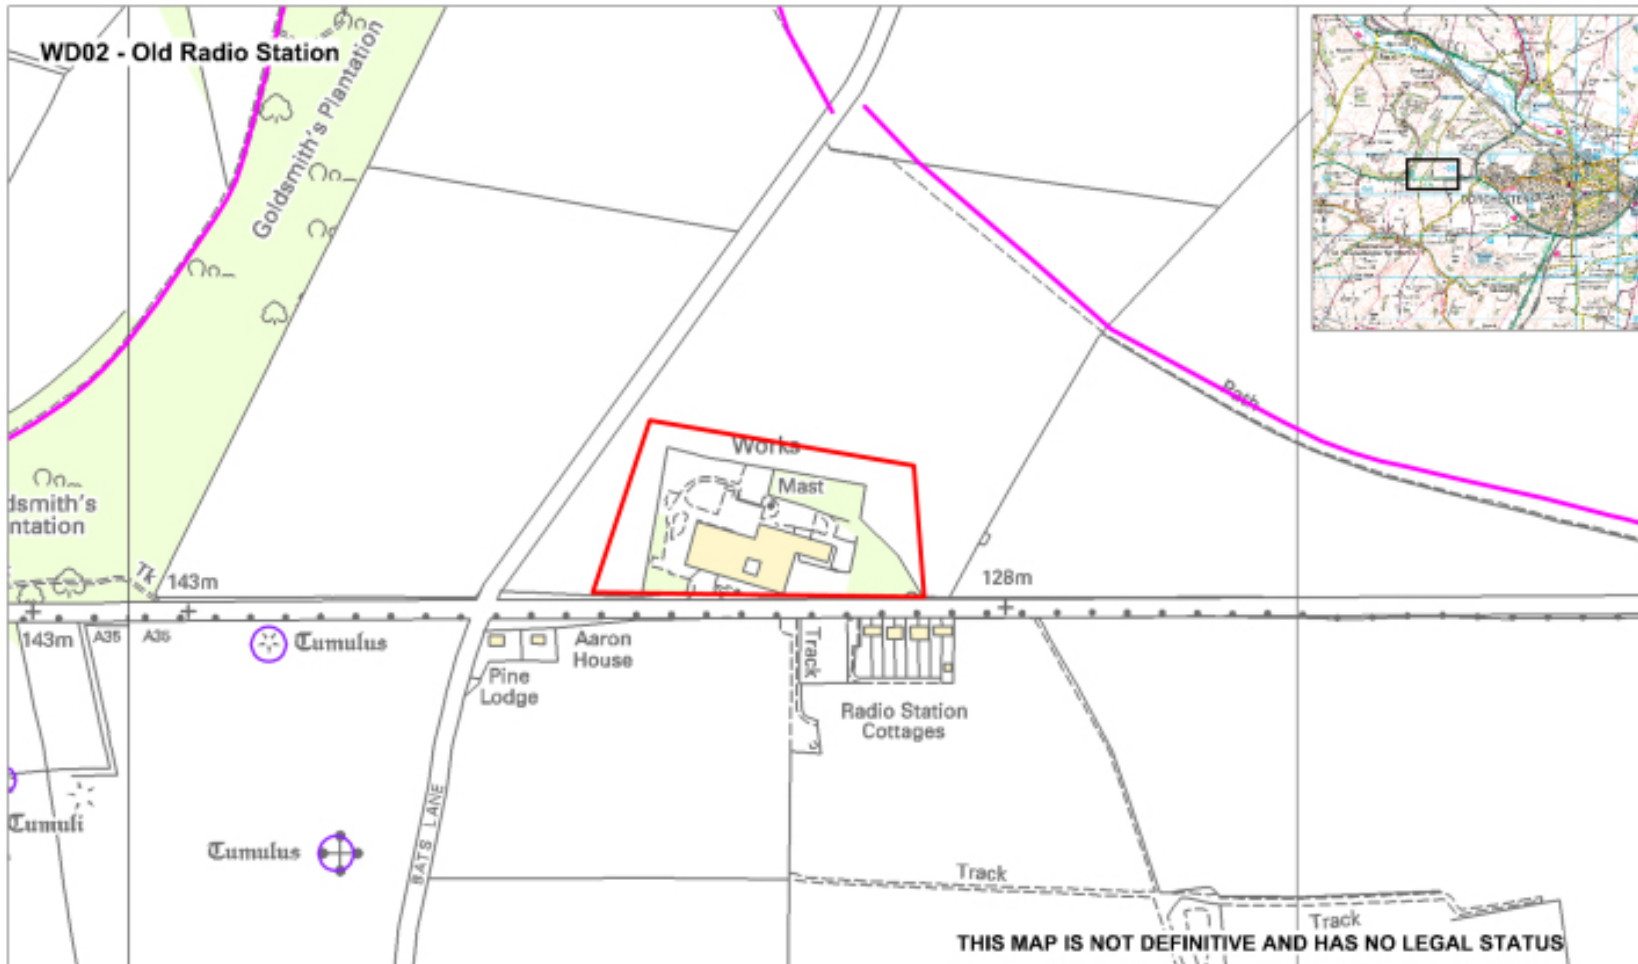 WD02 - Old Radio Station
Goldsmith's Plantation
Path
Works
Mast
dsmith's
ntation
Tk
143m
128m
143m
A35
A35
Tumulus
Aaron
House
Pine
Lodge
Track
Radio Station
Cottages
Tumuli
Tumulus
BATS LANE
Track
Track
THIS MAP IS NOT DEFINITIVE AND HAS NO LEGAL STATUS
DORCHESTER